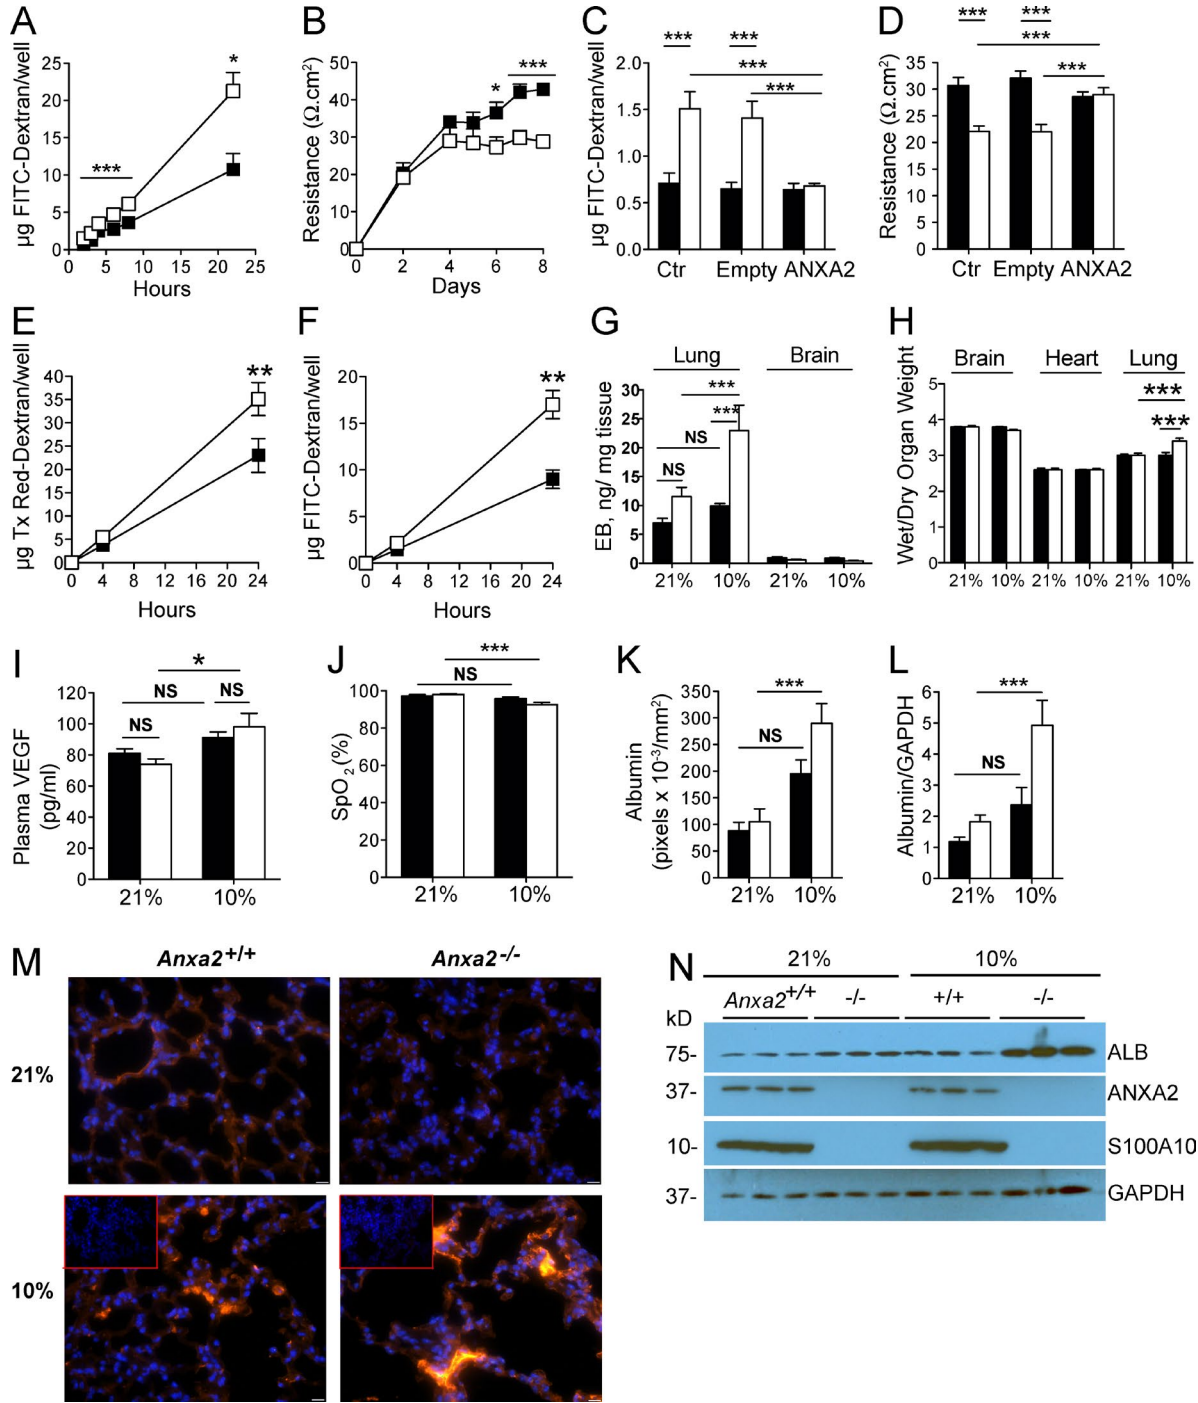 A
µg FITC-Dextran/well
25
20
15
10
5
0
***
*
0 5 10 15 20 25
Hours
B
Resistance (Ω.cm²)
50
40
30
20
10
0
*
***
0 2 4 6 8
Days
C
µg FITC-Dextran/well
2.0
1.5
1.0
0.5
0.0
*** ***
***
***
Ctr Empty ANXA2
D
Resistance (Ω.cm²)
35
30
25
20
15
10
5
0
*** ***
***
***
Ctr Empty ANXA2
E
µg Tx Red-Dextran/well
40
35
30
25
20
15
10
5
0
**
0 4 8 12 16 20 24
Hours
F
µg FITC-Dextran/well
20
15
10
5
0
**
0 4 8 12 16 20 24
Hours
G
Lung Brain
EB, ng/ mg tissue
30
25
20
15
10
5
0
***
***
NS
NS
21% 10% 21% 10%
H
Brain Heart Lung
Wet/Dry Organ Weight
5
4
3
2
1
0
***
***
21% 10% 21% 10% 21% 10%
I
Plasma VEGF
(pg/ml)
120
100
80
60
40
20
0
*
NS NS
NS
21% 10%
J
SpO₂(%)
100
80
60
40
20
0
***
NS
21% 10%
K
Albumin
(pixels x 10⁻³/mm²)
350
300
250
200
150
100
50
0
***
NS
21% 10%
L
Albumin/GAPDH
6
5
4
3
2
1
0
***
NS
21% 10%
M
Anxa2+/+ Anxa2-/-
21%
10%
N
21% 10%
Anxa2+/+ -/- +/+ -/-
kD
75- ALB
37- ANXA2
10- S100A10
37- GAPDH